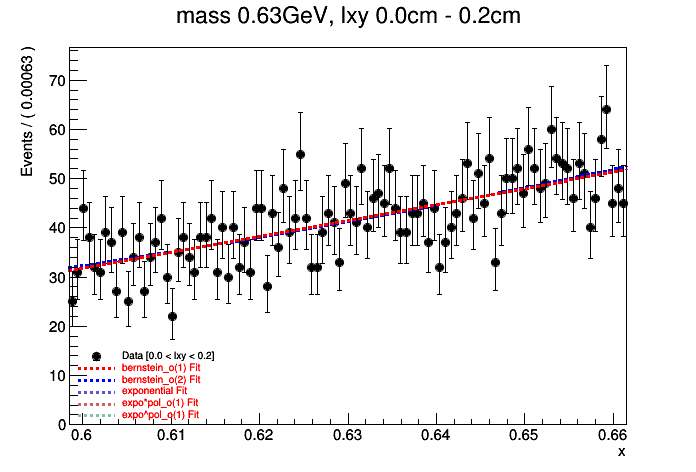 mass 0.63GeV, lxy 0.0cm - 0.2cm
Events / ( 0.00063 )
70
60
50
40
30
20
10
0
Data [0.0 < lxy < 0.2]
bernstein_o(1) Fit
bernstein_o(2) Fit
exponential Fit
expo*pol_o(1) Fit
expo^pol_o(1) Fit
0.6 0.61 0.62 0.63 0.64 0.65 0.66
x